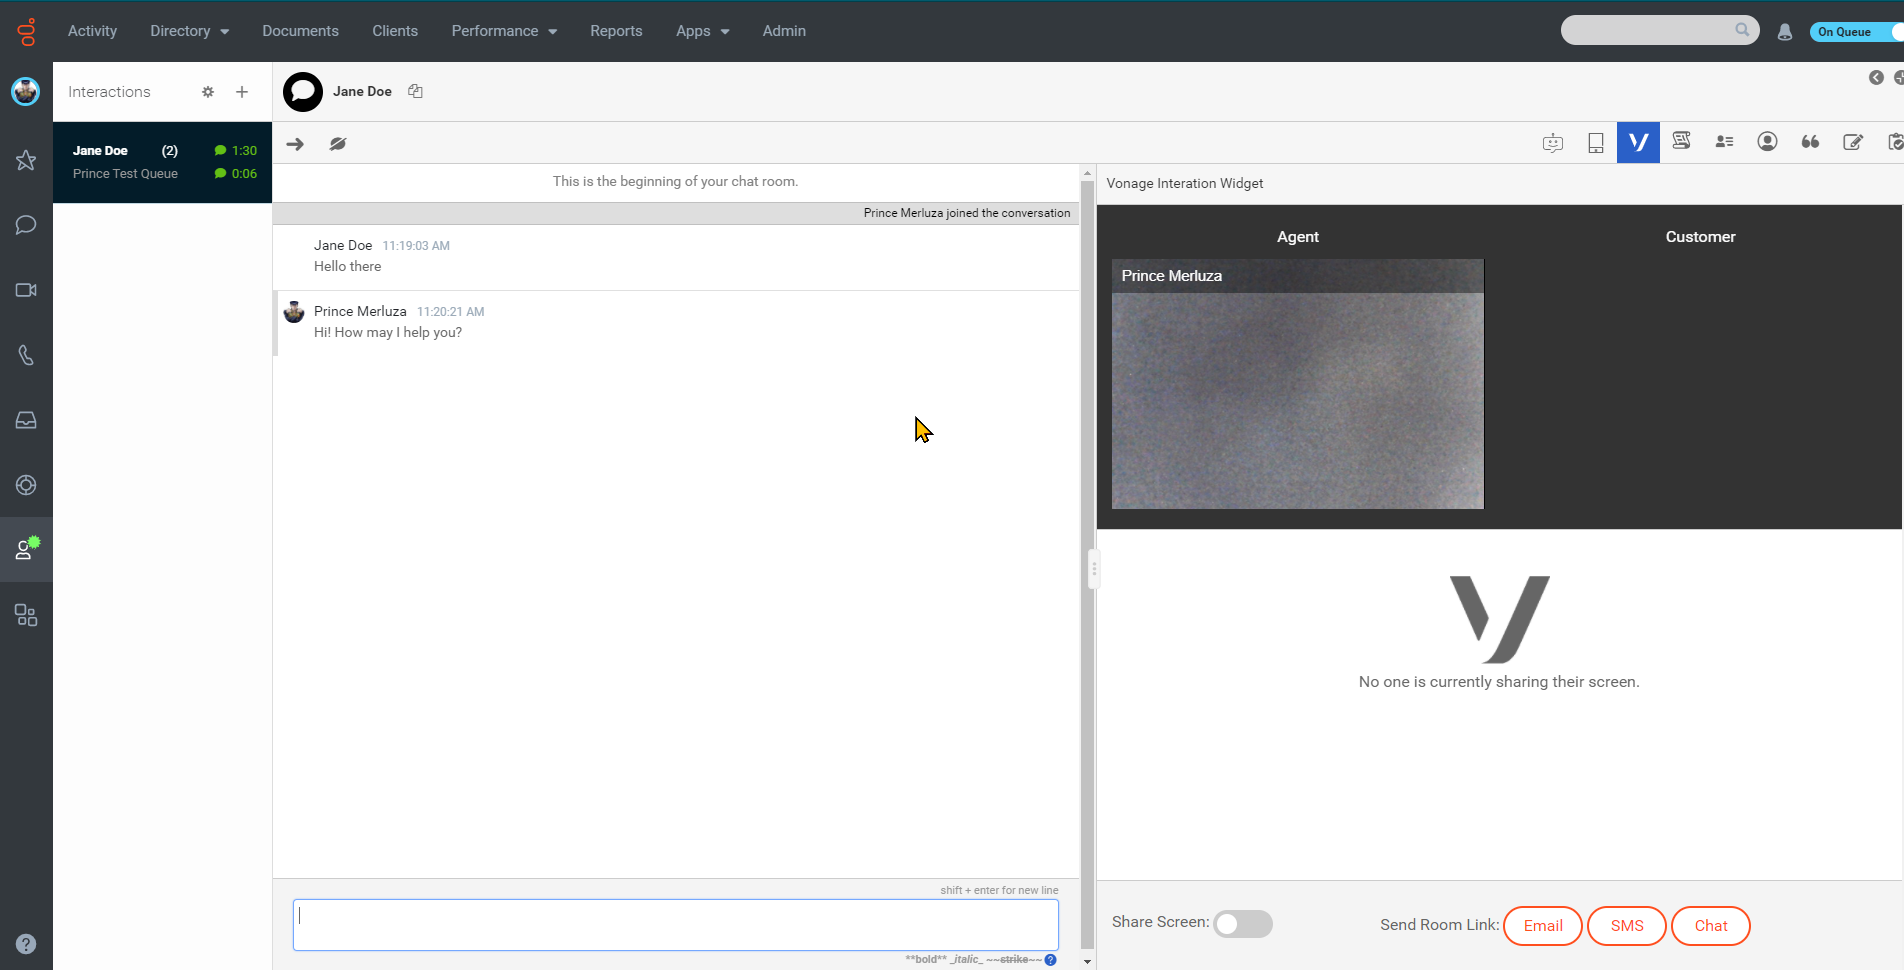 Activity Directory Documents Clients Performance Reports Apps Admin On Queue
Interactions
Jane Doe (2) 1:30
Prince Test Queue 0:06
Jane Doe
This is the beginning of your chat room.
Prince Merluza joined the conversation
Jane Doe 11:19:03 AM
Hello there
Prince Merluza 11:20:21 AM
Hi! How may I help you?
shift + enter for new line
**bold** _italic_ ~~strike~~ ?
Vonage Interation Widget
Agent Customer
Prince Merluza
No one is currently sharing their screen.
Share Screen: Send Room Link: Email SMS Chat